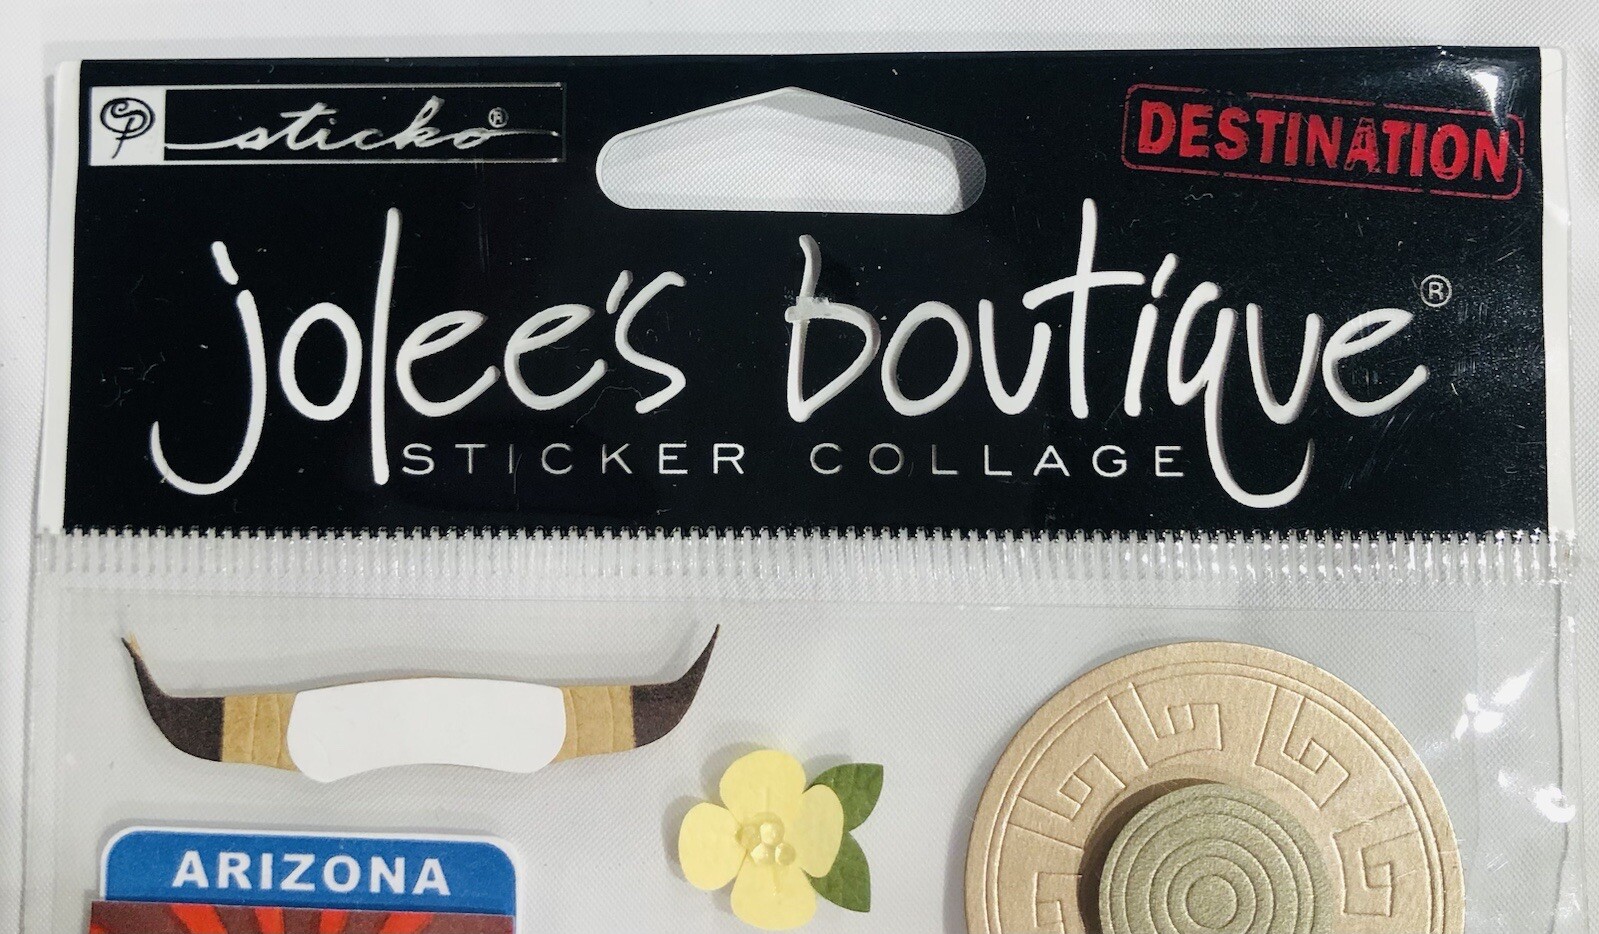 sticko®
DESTINATION
jolee's boutique®
STICKER COLLAGE
ARIZONA